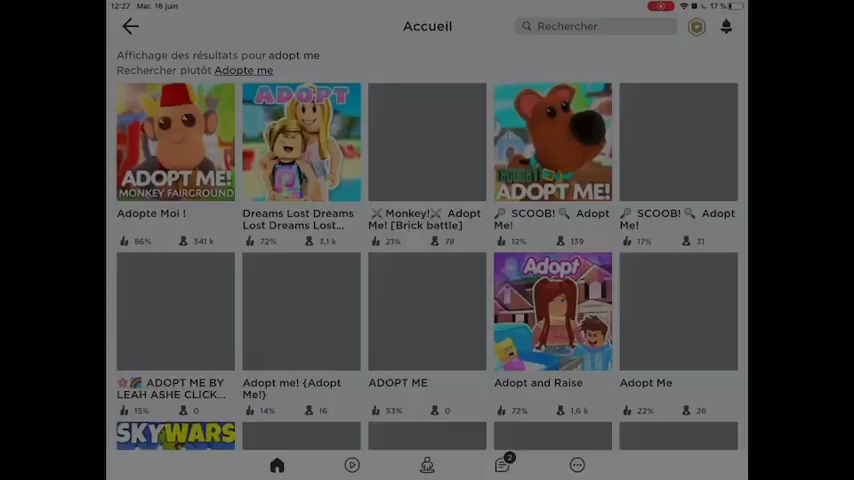 12:27 Mar. 16 juin
17 %
Accueil
Rechercher
Affichage des résultats pour adopt me
Rechercher plutôt Adopte me
ADOPT ME!
MONKEY FAIRGROUND
ADOPT
ADOPT ME!
Adopte Moi !
86% 341 k
Dreams Lost Dreams
Lost Dreams Lost...
72% 3,1 k
Monkey! Adopt
Me! [Brick battle]
21% 78
SCOOB! Adopt
Me!
12% 139
SCOOB! Adopt
Me!
17% 31
Adopt
ADOPT ME BY
LEAH ASHE CLICK...
15% 0
Adopt me! {Adopt
Me!}
14% 16
ADOPT ME
53% 0
Adopt and Raise
72% 1,6 k
Adopt Me
22% 26
SKYWARS
2